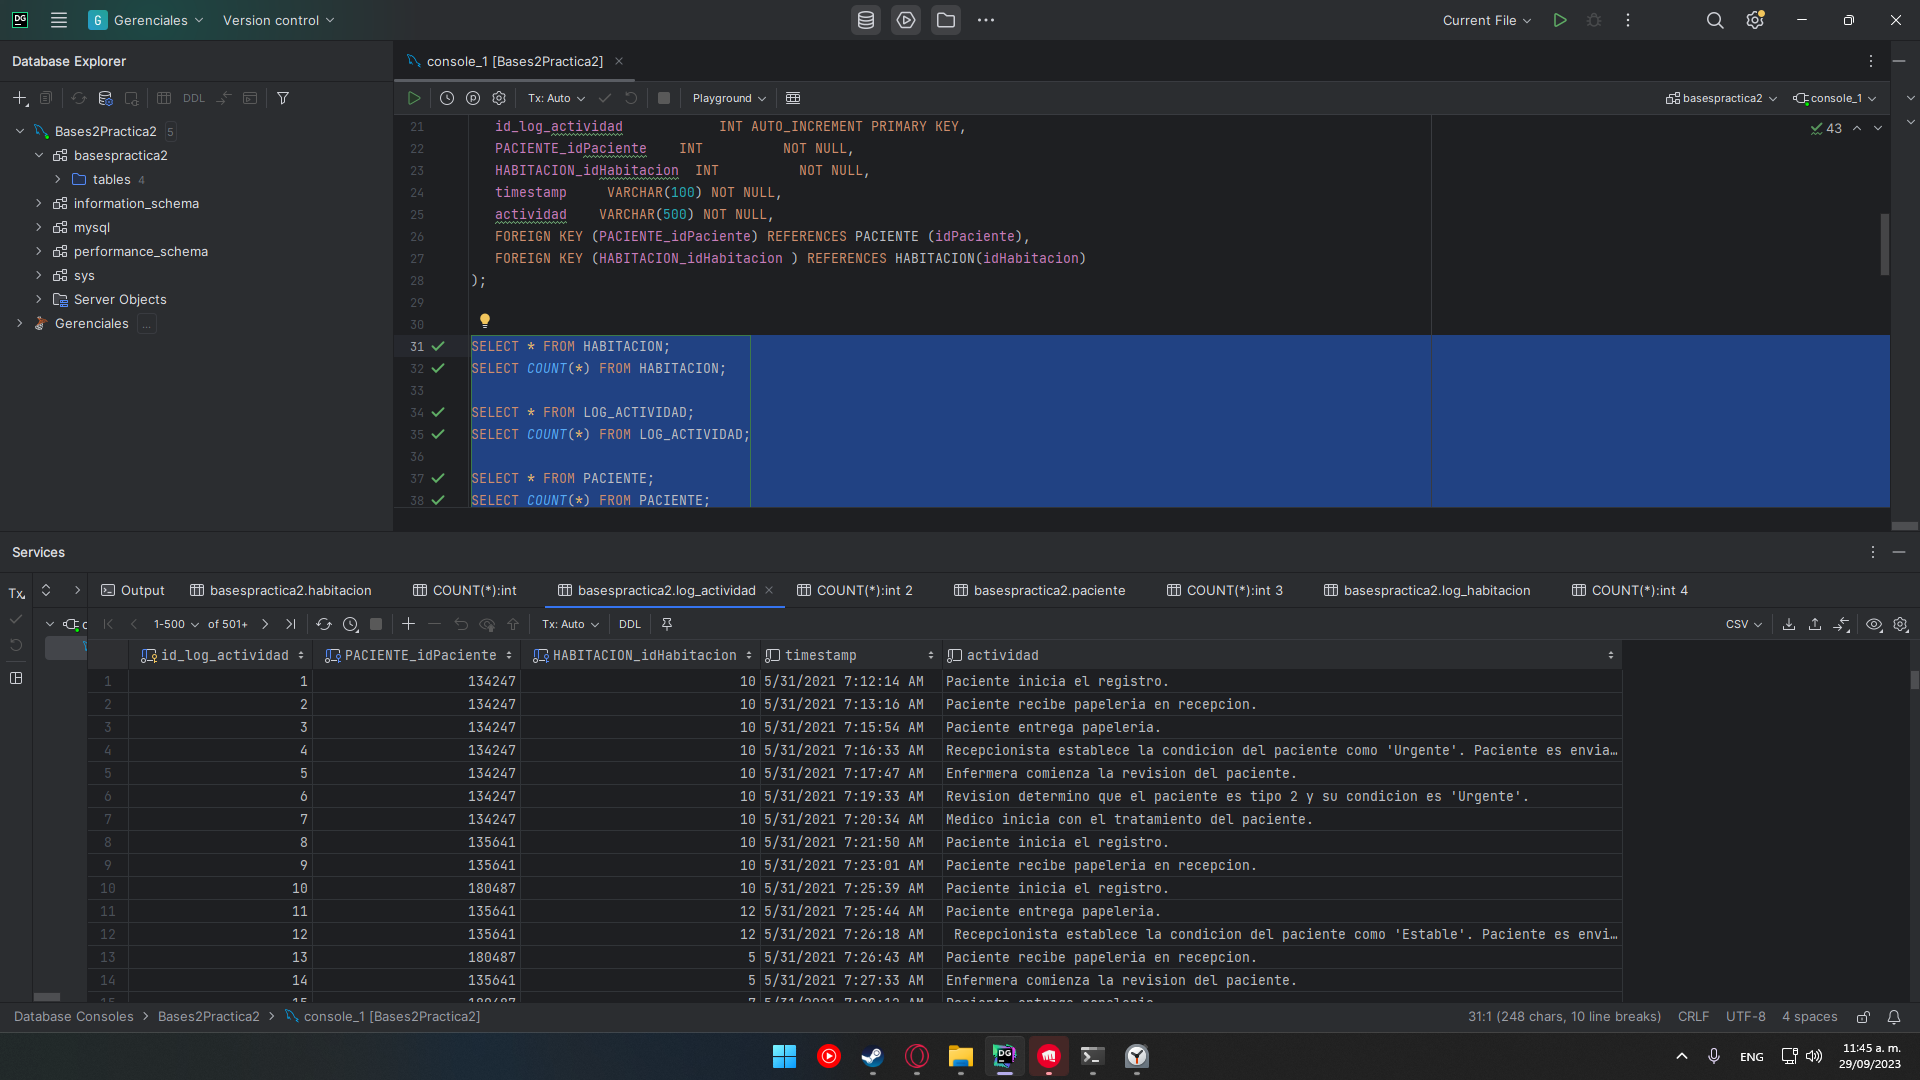 DG G Gerenciales Version control Current File
Database Explorer
console_1 [Bases2Practica2]
DDL
Tx: Auto Playground basespractica2 console_1
Bases2Practica2 5
basespractica2
tables 4
information_schema
mysql
performance_schema
sys
Server Objects
Gerenciales ...
43
21 id_log_actividad INT AUTO_INCREMENT PRIMARY KEY,
22 PACIENTE_idPaciente INT NOT NULL,
23 HABITACION_idHabitacion INT NOT NULL,
24 timestamp VARCHAR(100) NOT NULL,
25 actividad VARCHAR(500) NOT NULL,
26 FOREIGN KEY (PACIENTE_idPaciente) REFERENCES PACIENTE (idPaciente),
27 FOREIGN KEY (HABITACION_idHabitacion ) REFERENCES HABITACION(idHabitacion)
28 );
29
30
31 SELECT * FROM HABITACION;
32 SELECT COUNT(*) FROM HABITACION;
33
34 SELECT * FROM LOG_ACTIVIDAD;
35 SELECT COUNT(*) FROM LOG_ACTIVIDAD;
36
37 SELECT * FROM PACIENTE;
38 SELECT COUNT(*) FROM PACIENTE;
Services
Tx Output basespractica2.habitacion COUNT(*):int basespractica2.log_actividad COUNT(*):int 2 basespractica2.paciente COUNT(*):int 3 basespractica2.log_habitacion COUNT(*):int 4
1-500 of 501+ Tx: Auto DDL CSV
id_log_actividad PACIENTE_idPaciente HABITACION_idHabitacion timestamp actividad
1 1 134247 10 5/31/2021 7:12:14 AM Paciente inicia el registro.
2 2 134247 10 5/31/2021 7:13:16 AM Paciente recibe papeleria en recepcion.
3 3 134247 10 5/31/2021 7:15:54 AM Paciente entrega papeleria.
4 4 134247 10 5/31/2021 7:16:33 AM Recepcionista establece la condicion del paciente como 'Urgente'. Paciente es envia…
5 5 134247 10 5/31/2021 7:17:47 AM Enfermera comienza la revision del paciente.
6 6 134247 10 5/31/2021 7:19:33 AM Revision determino que el paciente es tipo 2 y su condicion es 'Urgente'.
7 7 134247 10 5/31/2021 7:20:34 AM Medico inicia con el tratamiento del paciente.
8 8 135641 10 5/31/2021 7:21:50 AM Paciente inicia el registro.
9 9 135641 10 5/31/2021 7:23:01 AM Paciente recibe papeleria en recepcion.
10 10 180487 10 5/31/2021 7:25:39 AM Paciente inicia el registro.
11 11 135641 12 5/31/2021 7:25:44 AM Paciente entrega papeleria.
12 12 135641 12 5/31/2021 7:26:18 AM Recepcionista establece la condicion del paciente como 'Estable'. Paciente es envi…
13 13 180487 5 5/31/2021 7:26:43 AM Paciente recibe papeleria en recepcion.
14 14 135641 5 5/31/2021 7:27:33 AM Enfermera comienza la revision del paciente.
Database Consoles Bases2Practica2 console_1 [Bases2Practica2] 31:1 (248 chars, 10 line breaks) CRLF UTF-8 4 spaces
DG ENG 11:45 a. m.
29/09/2023